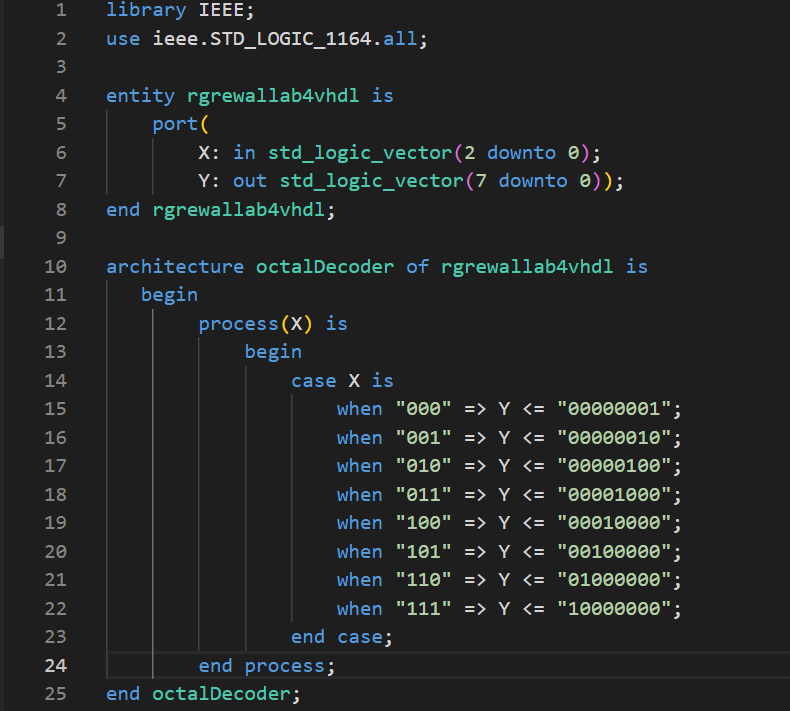 1 library IEEE;
2 use ieee.STD_LOGIC_1164.all;
3
4 entity rgrewallab4vhdl is
5     port(
6         X: in std_logic_vector(2 downto 0);
7         Y: out std_logic_vector(7 downto 0));
8 end rgrewallab4vhdl;
9
10 architecture octalDecoder of rgrewallab4vhdl is
11    begin
12         process(X) is
13             begin
14                 case X is
15                     when "000" => Y <= "00000001";
16                     when "001" => Y <= "00000010";
17                     when "010" => Y <= "00000100";
18                     when "011" => Y <= "00001000";
19                     when "100" => Y <= "00010000";
20                     when "101" => Y <= "00100000";
21                     when "110" => Y <= "01000000";
22                     when "111" => Y <= "10000000";
23                 end case;
24         end process;
25 end octalDecoder;